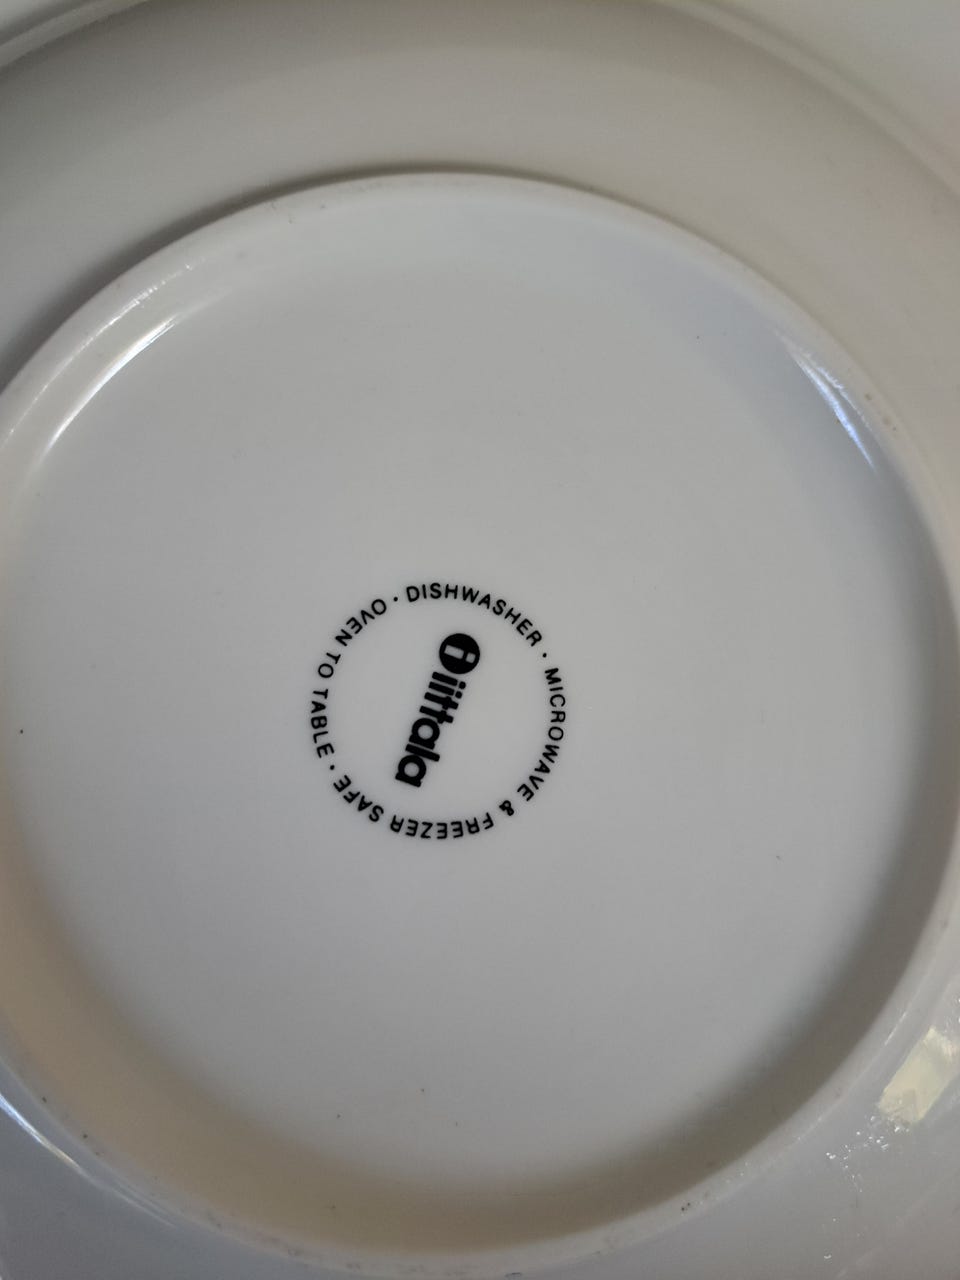 OVEN TO TABLE · DISHWASHER · MICROWAVE & FREEZER SAFE ·
i iittala